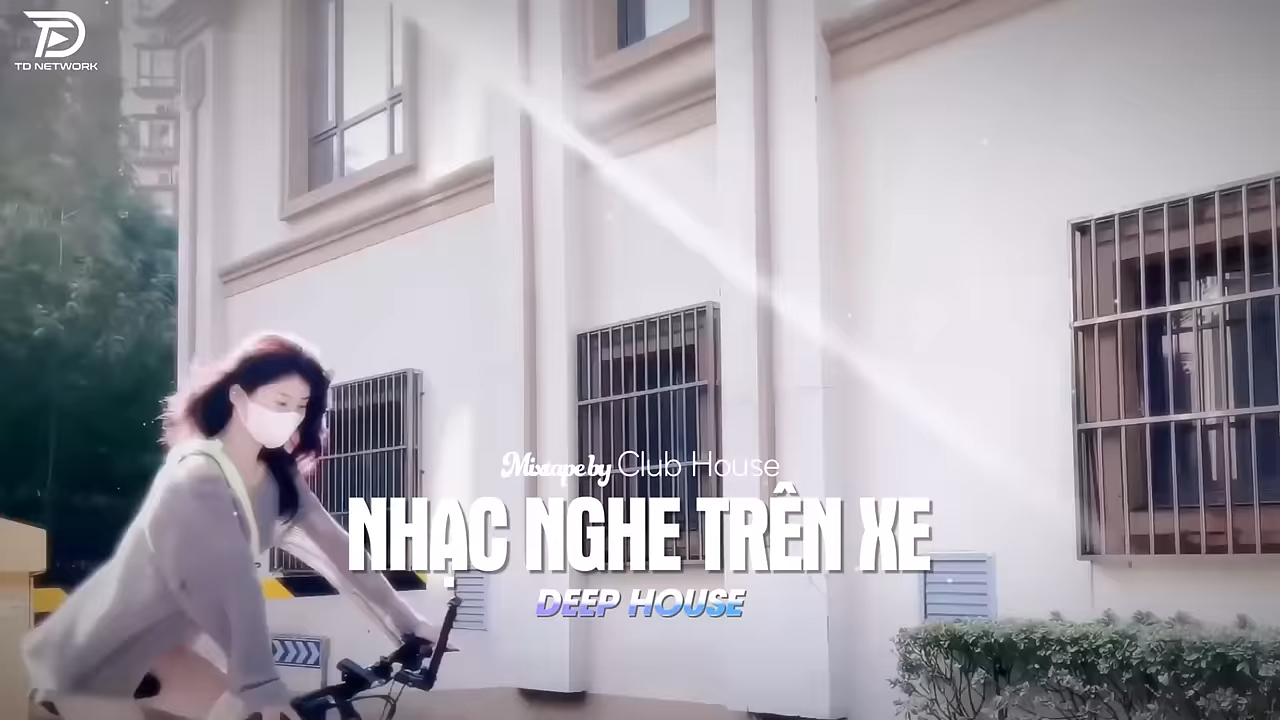 TD NETWORK
Mixtape by Club House
NHẠC NGHE TRÊN XE
DEEP HOUSE